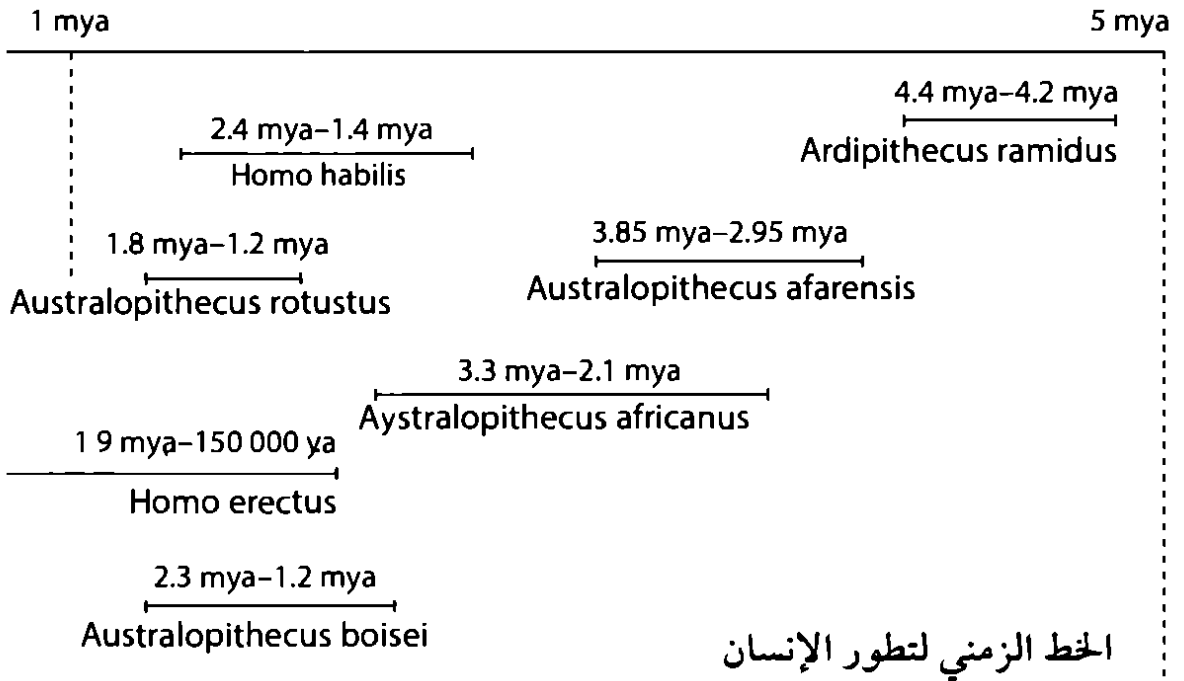 1 mya 5 mya
4.4 mya–4.2 mya
Ardipithecus ramidus
2.4 mya–1.4 mya
Homo habilis
3.85 mya–2.95 mya
Australopithecus afarensis
1.8 mya–1.2 mya
Australopithecus rotustus
3.3 mya–2.1 mya
Aystralopithecus africanus
1 9 mya–150 000 ya
Homo erectus
2.3 mya–1.2 mya
Australopithecus boisei
الخط الزمني لتطور الإنسان